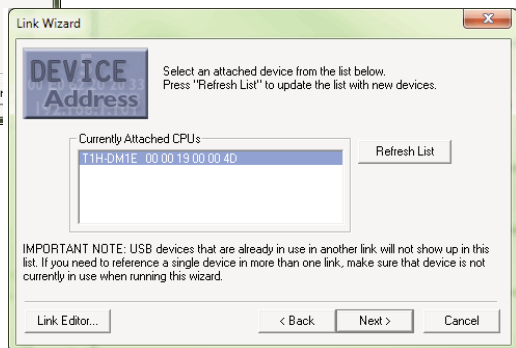 Link Wizard
DEVICE
Address
Select an attached device from the list below.
Press "Refresh List" to update the list with new devices.
Currently Attached CPUs
T1H-DM1E 00 00 19 00 00 4D
Refresh List
IMPORTANT NOTE: USB devices that are already in use in another link will not show up in this
list. If you need to reference a single device in more than one link, make sure that device is not
currently in use when running this wizard.
Link Editor...
< Back
Next >
Cancel